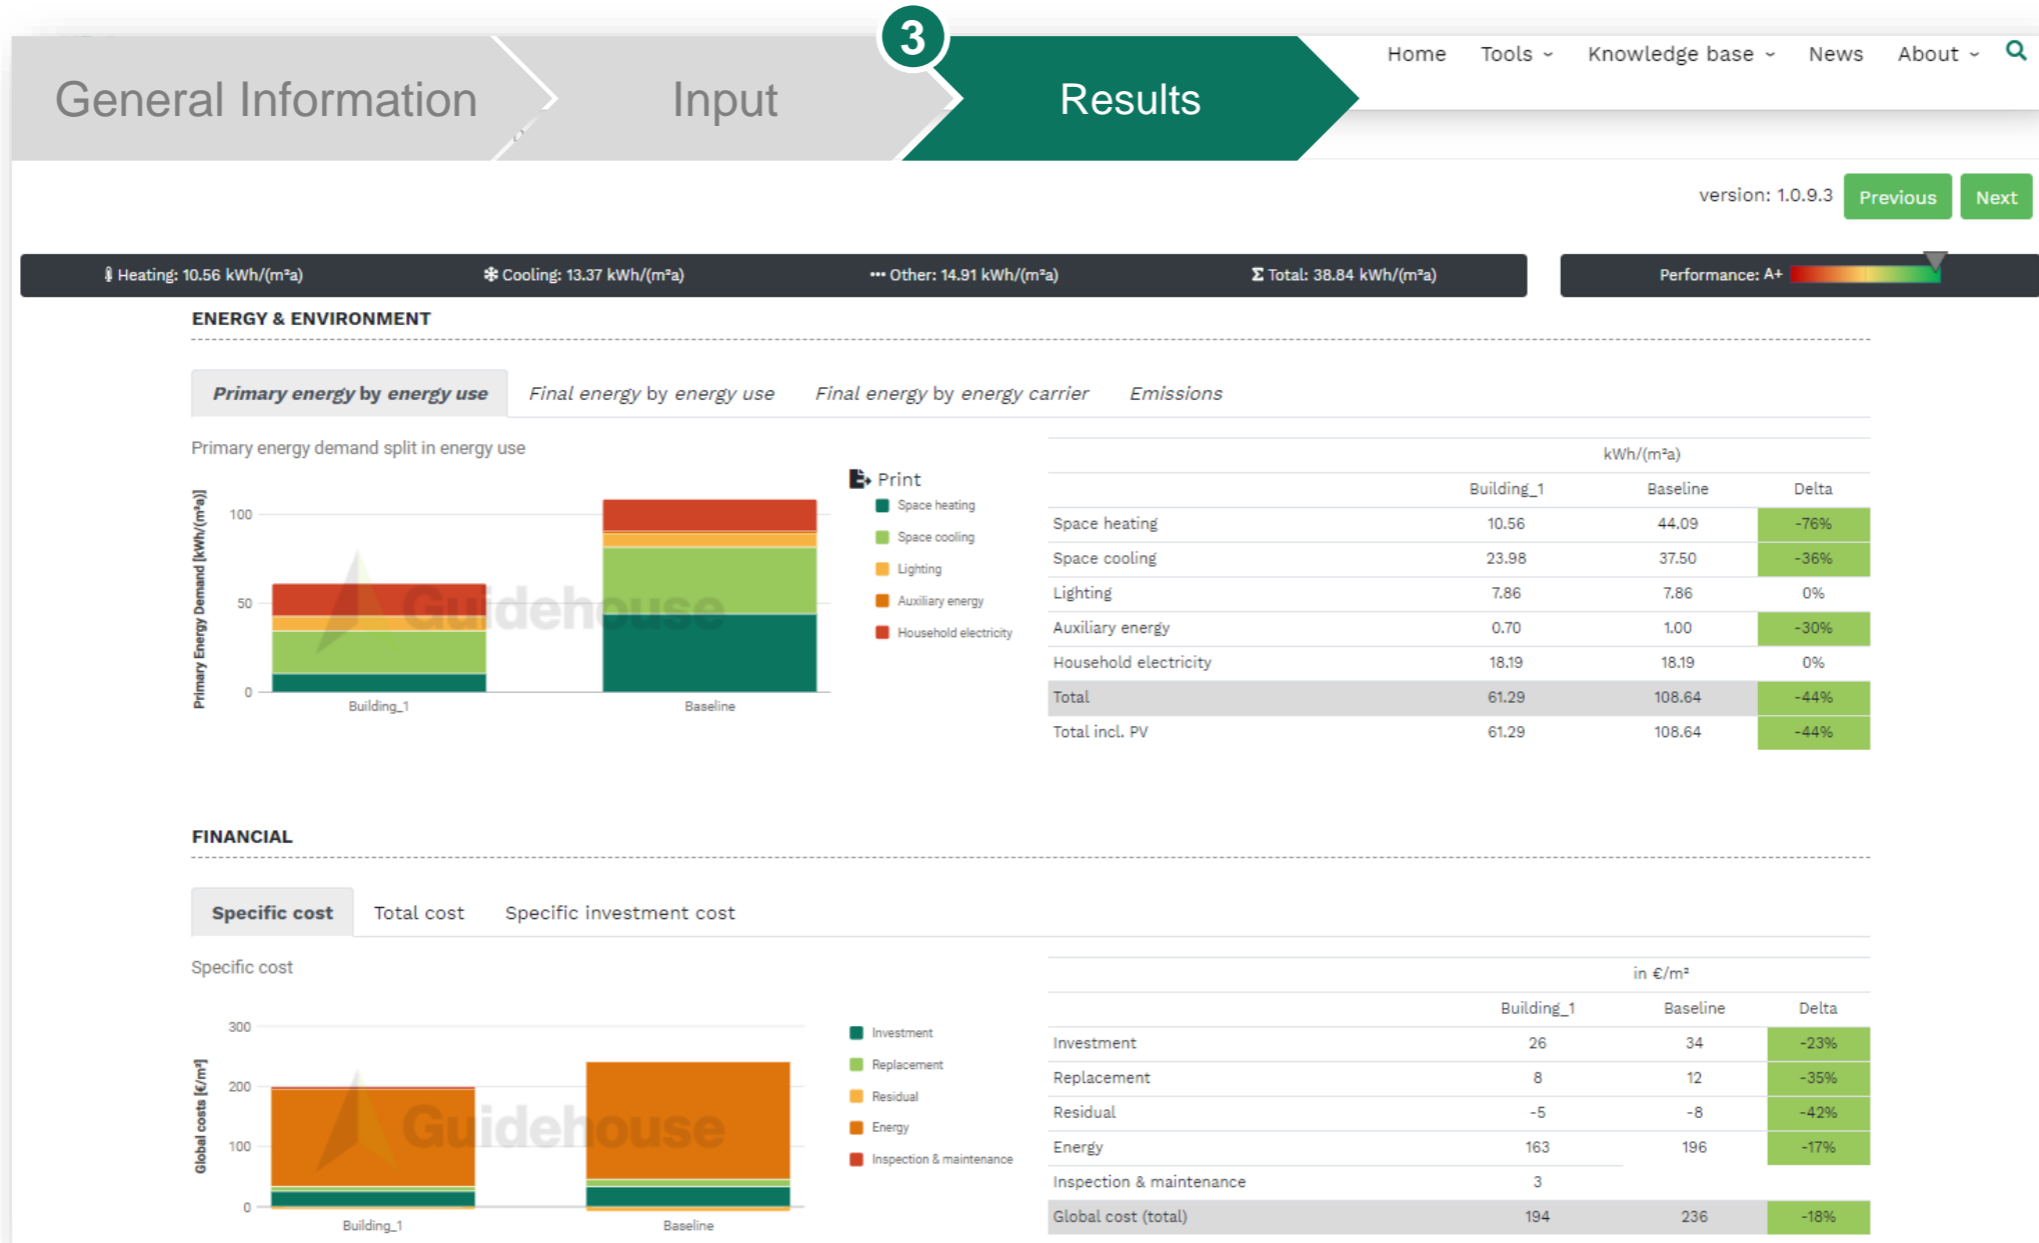 3
General Information
Input
Results
Home Tools Knowledge base News About
version: 1.0.9.3 Previous Next
Heating: 10.56 kWh/(m²a) Cooling: 13.37 kWh/(m²a) ••• Other: 14.91 kWh/(m²a) Σ Total: 38.84 kWh/(m²a) Performance: A+
ENERGY & ENVIRONMENT
Primary energy by energy use Final energy by energy use Final energy by energy carrier Emissions
Primary energy demand split in energy use
Primary Energy Demand [kWh/(m²a)]
100
50
0
Building_1 Baseline
Guidehouse
Print
Space heating
Space cooling
Lighting
Auxiliary energy
Household electricity
kWh/(m²a)
Building_1 Baseline Delta
Space heating 10.56 44.09 -76%
Space cooling 23.98 37.50 -36%
Lighting 7.86 7.86 0%
Auxiliary energy 0.70 1.00 -30%
Household electricity 18.19 18.19 0%
Total 61.29 108.64 -44%
Total incl. PV 61.29 108.64 -44%
FINANCIAL
Specific cost Total cost Specific investment cost
Specific cost
Global costs [€/m²]
300
200
100
0
Building_1 Baseline
Guidehouse
Investment
Replacement
Residual
Energy
Inspection & maintenance
in €/m²
Building_1 Baseline Delta
Investment 26 34 -23%
Replacement 8 12 -35%
Residual -5 -8 -42%
Energy 163 196 -17%
Inspection & maintenance 3
Global cost (total) 194 236 -18%